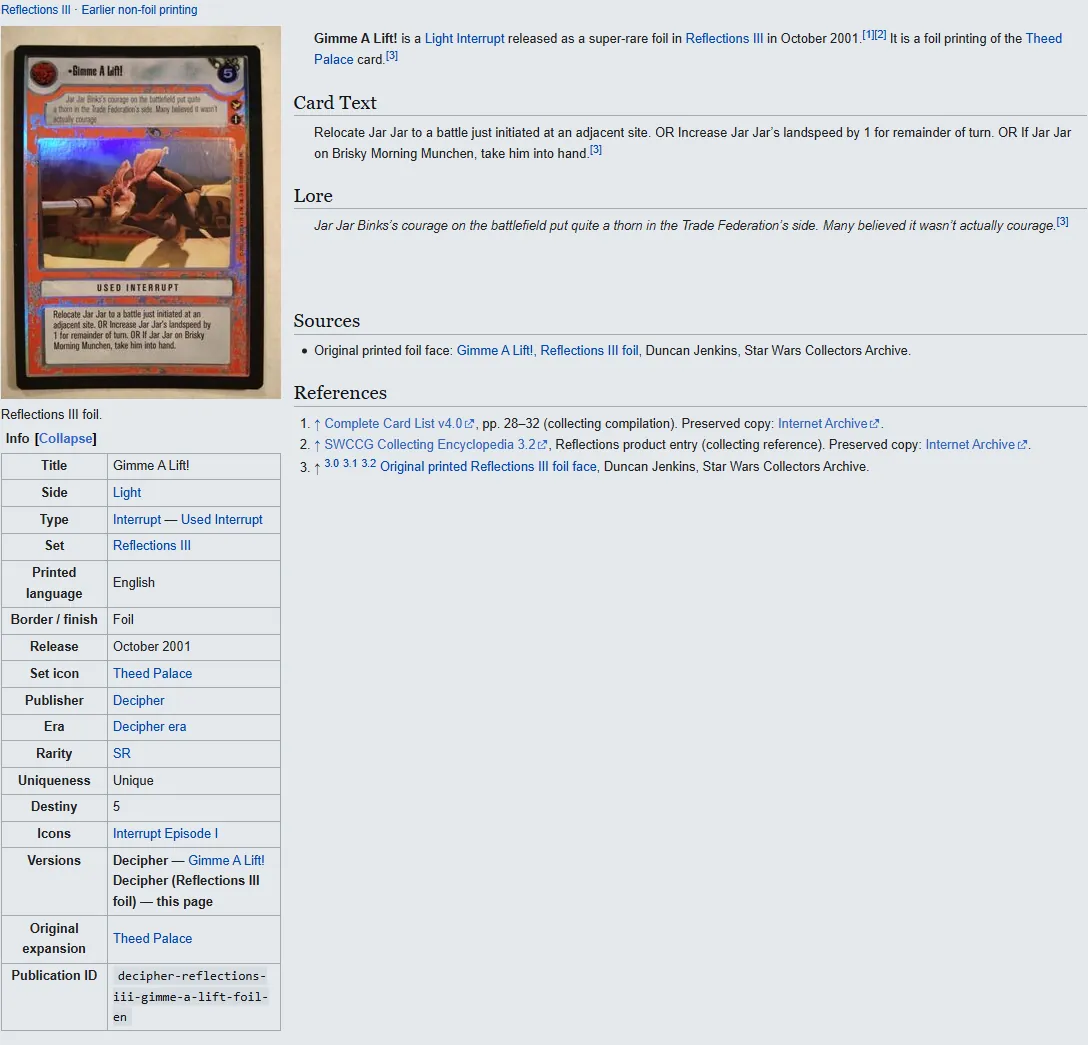 Reflections III · Earlier non-foil printing
•Gimme A Lift!
5
Jar Jar Binks's courage on the battlefield put quite
a thorn in the Trade Federation's side. Many believed it wasn't
actually courage.
USED INTERRUPT
Relocate Jar Jar to a battle just initiated at an
adjacent site. OR Increase Jar Jar's landspeed by
1 for remainder of turn. OR If Jar Jar on Brisky
Morning Munchen, take him into hand.
Reflections III foil.
Info [Collapse]
Title Gimme A Lift!
Side Light
Type Interrupt — Used Interrupt
Set Reflections III
Printed
language English
Border / finish Foil
Release October 2001
Set icon Theed Palace
Publisher Decipher
Era Decipher era
Rarity SR
Uniqueness Unique
Destiny 5
Icons Interrupt Episode I
Versions Decipher — Gimme A Lift!
Decipher (Reflections III
foil) — this page
Original
expansion Theed Palace
Publication ID decipher-reflections-
iii-gimme-a-lift-foil-
en
Gimme A Lift! is a Light Interrupt released as a super-rare foil in Reflections III in October 2001.[1][2] It is a foil printing of the Theed
Palace card.[3]
Card Text
Relocate Jar Jar to a battle just initiated at an adjacent site. OR Increase Jar Jar's landspeed by 1 for remainder of turn. OR If Jar Jar
on Brisky Morning Munchen, take him into hand.[3]
Lore
Jar Jar Binks's courage on the battlefield put quite a thorn in the Trade Federation's side. Many believed it wasn't actually courage.[3]
Sources
• Original printed foil face: Gimme A Lift!, Reflections III foil, Duncan Jenkins, Star Wars Collectors Archive.
References
1. ↑ Complete Card List v4.0, pp. 28–32 (collecting compilation). Preserved copy: Internet Archive.
2. ↑ SWCCG Collecting Encyclopedia 3.2, Reflections product entry (collecting reference). Preserved copy: Internet Archive.
3. ↑ 3.0 3.1 3.2 Original printed Reflections III foil face, Duncan Jenkins, Star Wars Collectors Archive.